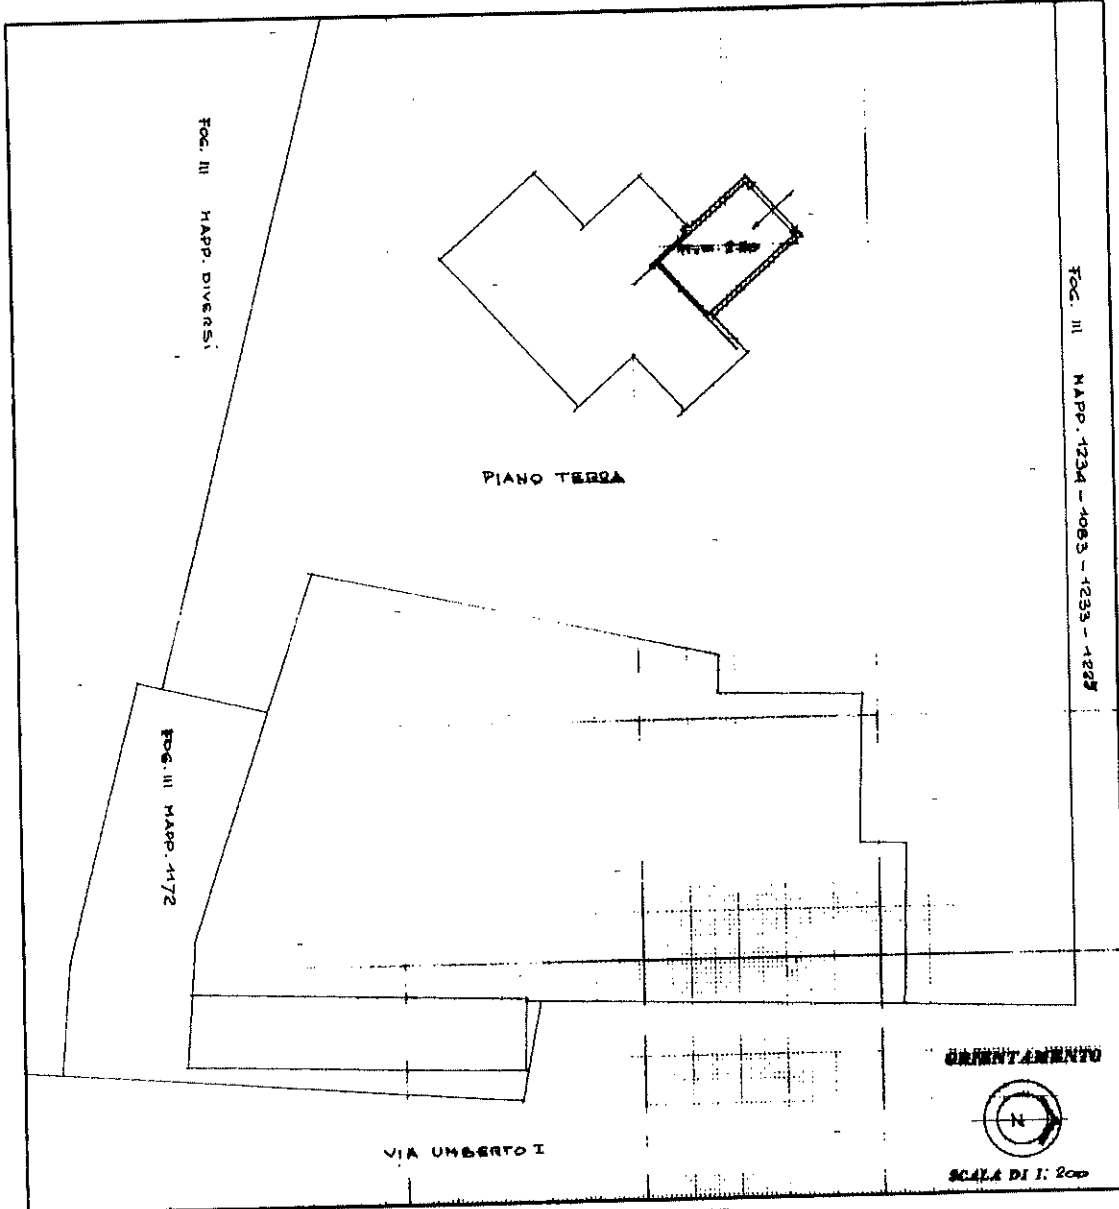 FOG. III MAPP. DIVERSI
FOG. III MAPP. 1234 - 1083 - 1233 - 1225
PIANO TERRA
FOG. III MAPP. 1172
ORIENTAMENTO
N
SCALA DI 1: 200
VIA UMBERTO I